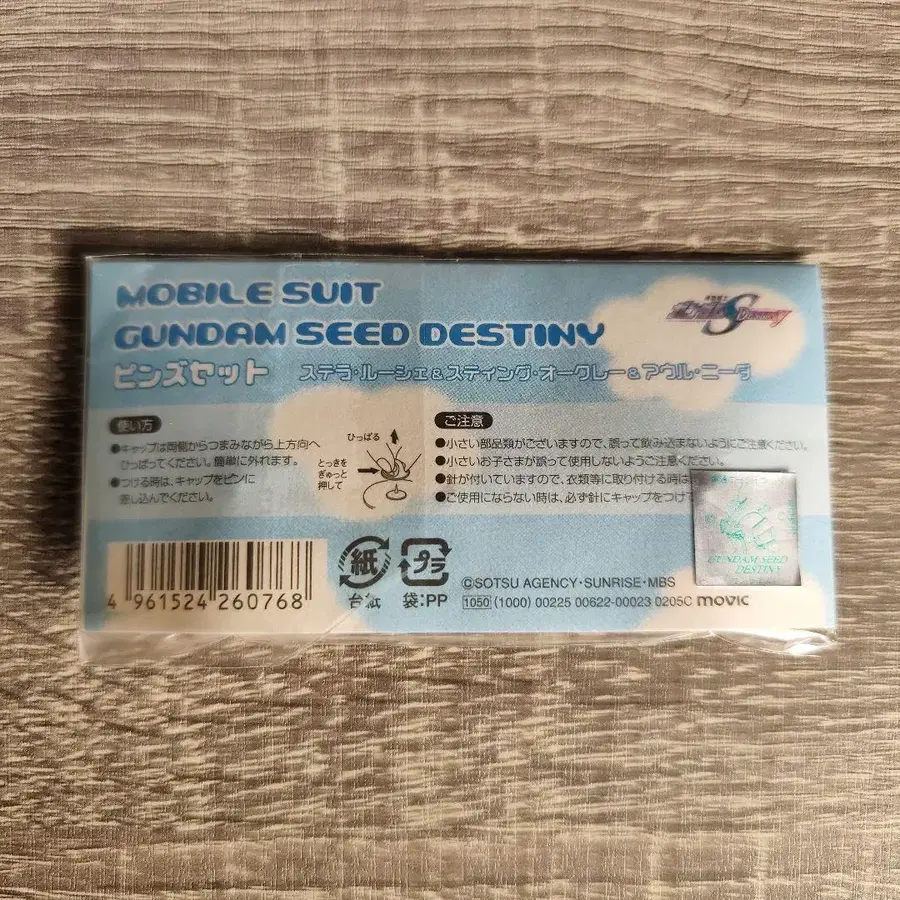 MOBILE SUIT
GUNDAM SEED DESTINY
ピンズセット ステラ・ルーシェ&スティング・オークレー&アウル・ニーダ
使い方
●キャップは両側からつまみながら上方向へ
ひっぱってください。簡単に外れます。
●つける時は、キャップをピンに
差し込んでください。
ひっぱる
とっきを
ぎゅっと
押して
ご注意
●小さい部品類がございますので、誤って飲み込まないようにご注意ください。
●小さいお子さまが誤って使用しないようご注意ください。
●針が付いていますので、衣類等に取り付ける時は
●ご使用にならない時は、必ず針にキャップをつけて
GUNDAM SEED
DESTINY
4 961524 260768
紙
台紙
プラ
袋:PP
©SOTSU AGENCY・SUNRISE・MBS
1050 (1000) 00225 00622-00023 0205C movic